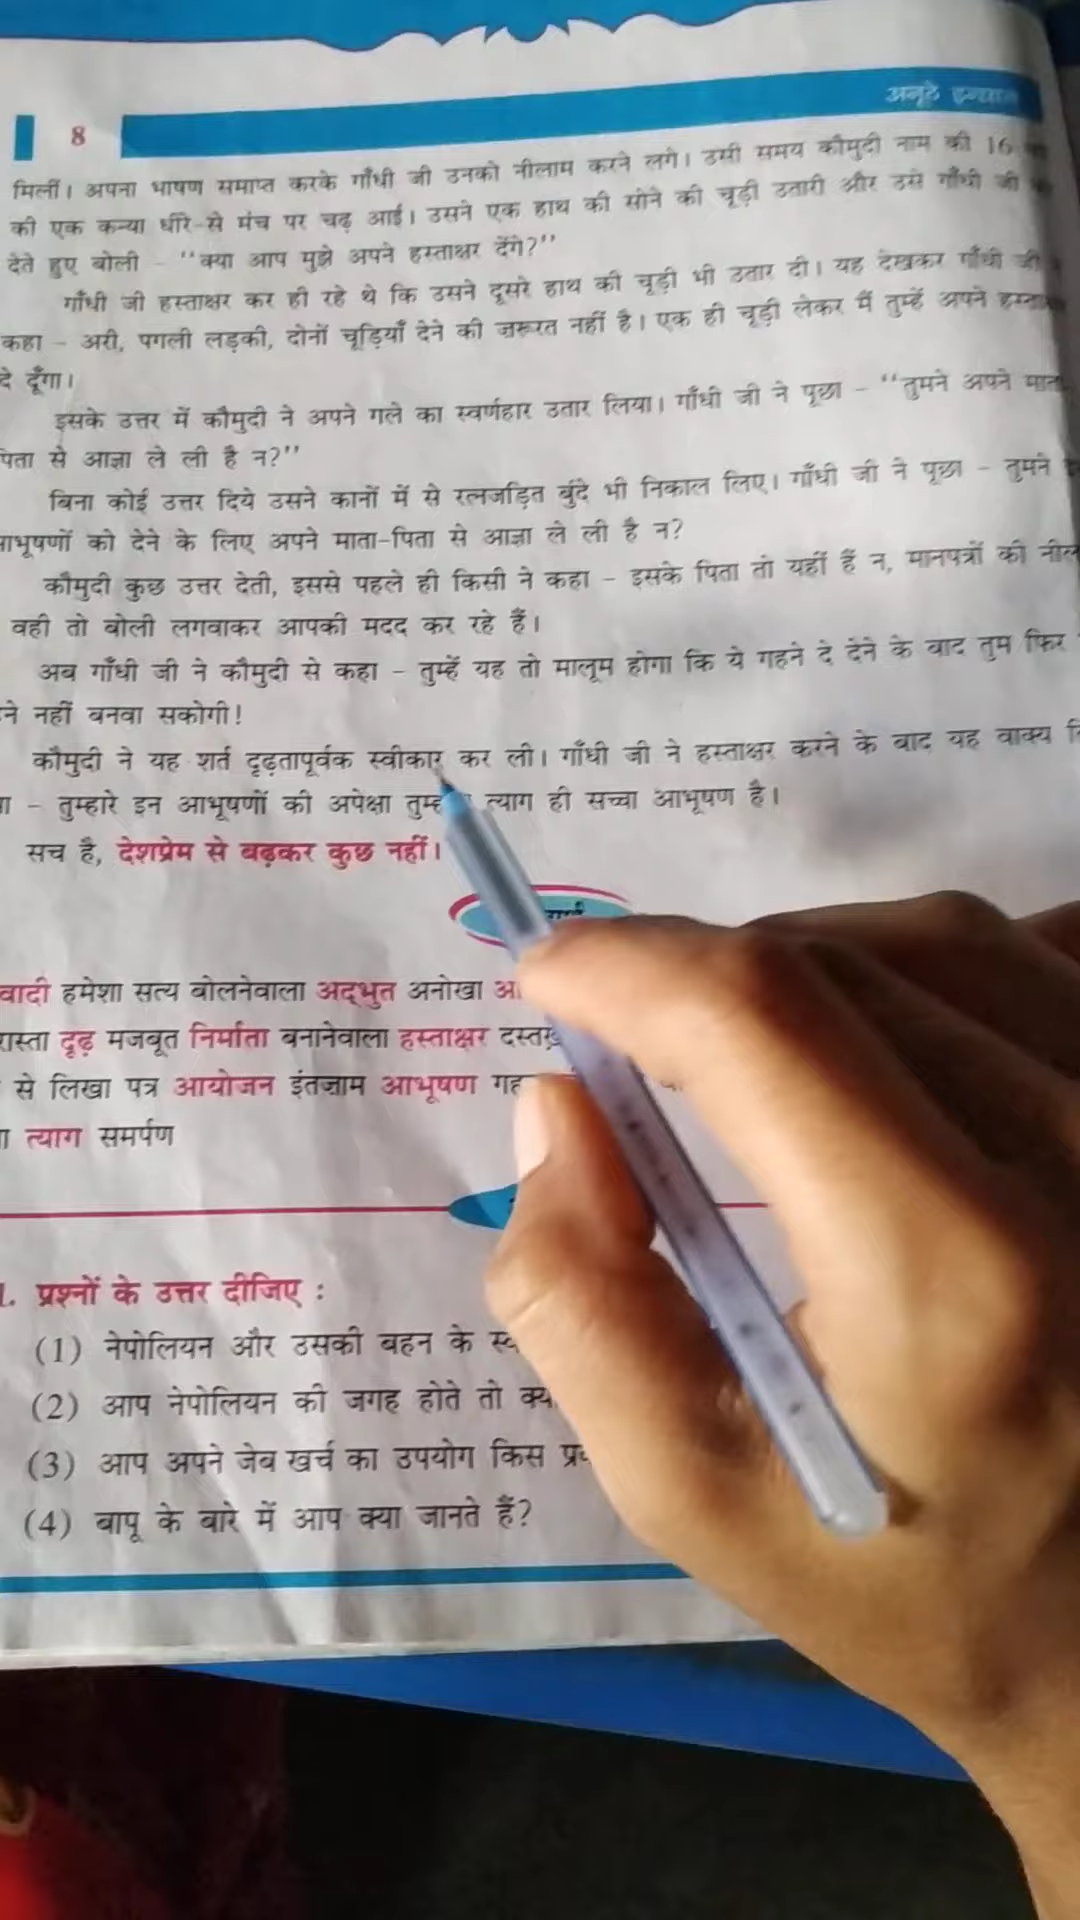 अनूठे इन्सान
8
मिलीं। अपना भाषण समाप्त करके गाँधी जी उनको नीलाम करने लगे। उसी समय कौमुदी नाम की 16
की एक कन्या धीरे-से मंच पर चढ़ आई। उसने एक हाथ की सोने की चूड़ी उतारी और उसे गाँधी जी
देते हुए बोली - ‘‘क्या आप मुझे अपने हस्ताक्षर देंगे?’’
गाँधी जी हस्ताक्षर कर ही रहे थे कि उसने दूसरे हाथ की चूड़ी भी उतार दी। यह देखकर गाँधी जी
कहा - अरी, पगली लड़की, दोनों चूड़ियाँ देने की ज़रूरत नहीं है। एक ही चूड़ी लेकर मैं तुम्हें अपने
दे दूँगा।
इसके उत्तर में कौमुदी ने अपने गले का स्वर्णहार उतार लिया। गाँधी जी ने पूछा - ‘‘तुमने अपने
पिता से आज्ञा ले ली है न?’’
बिना कोई उत्तर दिये उसने कानों में से रत्नजड़ित बुंदे भी निकाल लिए। गाँधी जी ने पूछा - तुमने
भूषणों को देने के लिए अपने माता-पिता से आज्ञा ले ली है न?
कौमुदी कुछ उत्तर देती, इससे पहले ही किसी ने कहा - इसके पिता तो यहीं हैं न, मानपत्रों की नील
वही तो बोली लगवाकर आपकी मदद कर रहे हैं।
अब गाँधी जी ने कौमुदी से कहा - तुम्हें यह तो मालूम होगा कि ये गहने दे देने के बाद तुम फिर
ने नहीं बनवा सकोगी!
कौमुदी ने यह शर्त दृढ़तापूर्वक स्वीकार कर ली। गाँधी जी ने हस्ताक्षर करने के बाद यह वाक्य
- तुम्हारे इन आभूषणों की अपेक्षा त्याग ही सच्चा आभूषण है।
सच है, देशप्रेम से बढ़कर कुछ नहीं।
वादी हमेशा सत्य बोलनेवाला अद्भुत अनोखा
रास्ता दृढ़ मजबूत निर्माता बनानेवाला हस्ताक्षर
से लिखा पत्र आयोजन इंतज़ाम आभूषण
त्याग समर्पण
1. प्रश्नों के उत्तर दीजिए :
(1) नेपोलियन और उसकी बहन के
(2) आप नेपोलियन की जगह होते तो
(3) आप अपने जेब खर्च का उपयोग किस
(4) बापू के बारे में आप क्या जानते हैं?